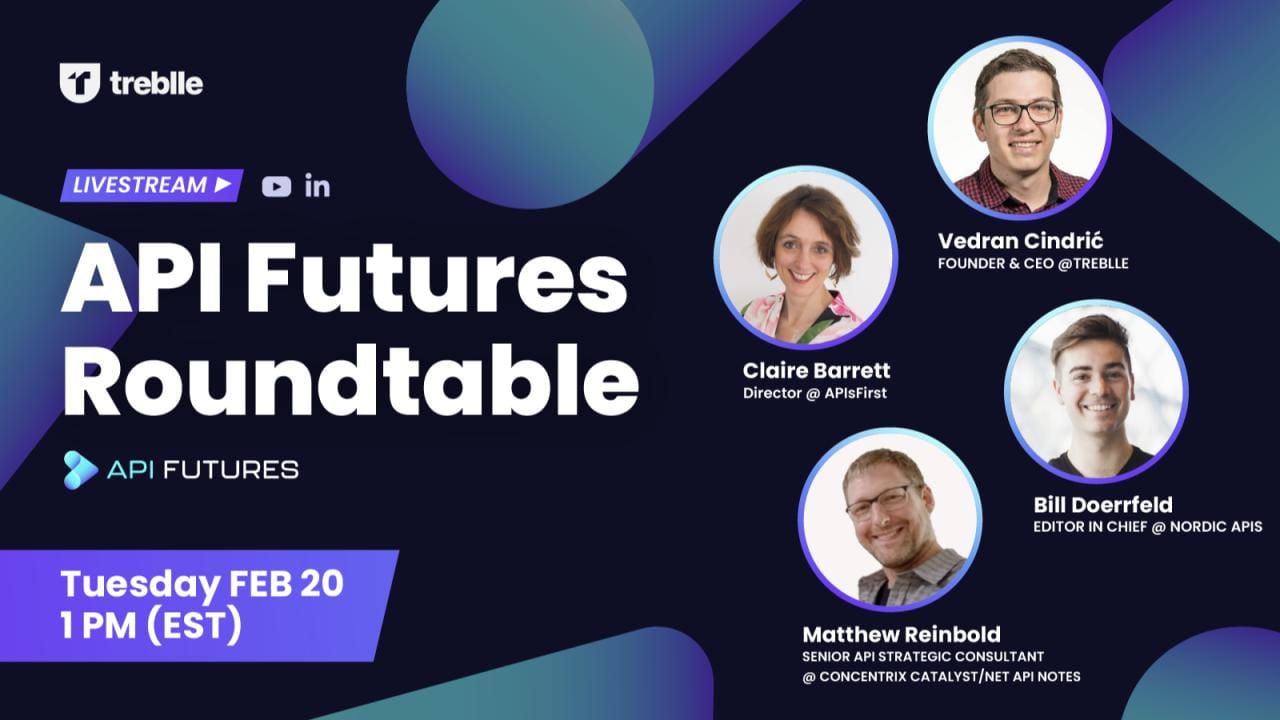 treblle
LIVESTREAM
in
API Futures
Roundtable
API FUTURES
Tuesday FEB 20
1 PM (EST)
Vedran Cindrić
FOUNDER & CEO @TREBLLE
Claire Barrett
Director @ APIsFirst
Bill Doerrfeld
EDITOR IN CHIEF @ NORDIC APIS
Matthew Reinbold
SENIOR API STRATEGIC CONSULTANT
@ CONCENTRIX CATALYST/NET API NOTES